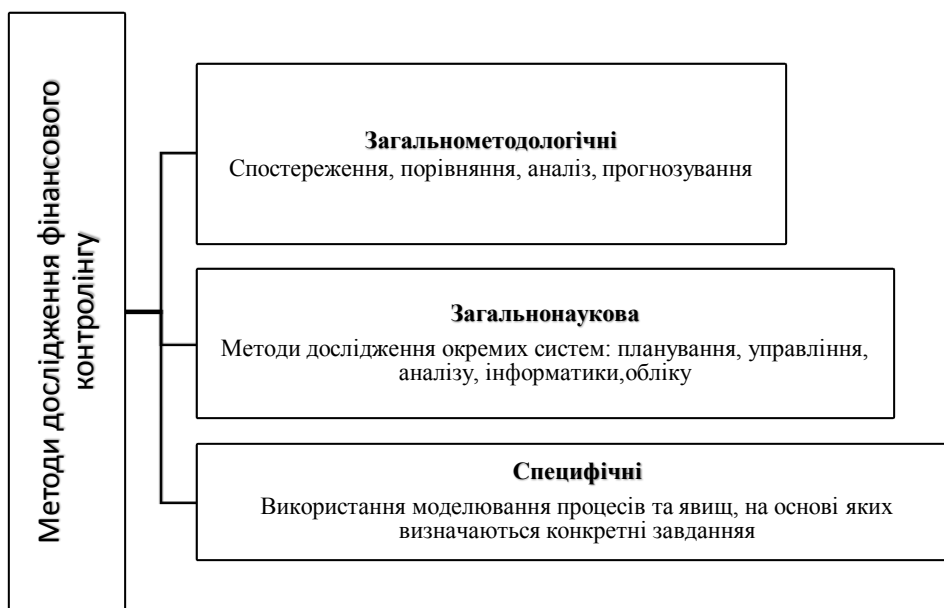 Методи дослідження фінансового
контролінгу
Загальнометодологічні
Спостереження, порівняння, аналіз, прогнозування
Загальнонаукова
Методи дослідження окремих систем: планування, управління,
аналізу, інформатики,обліку
Специфічні
Використання моделювання процесів та явищ, на основі яких
визначаються конкретні завданняя